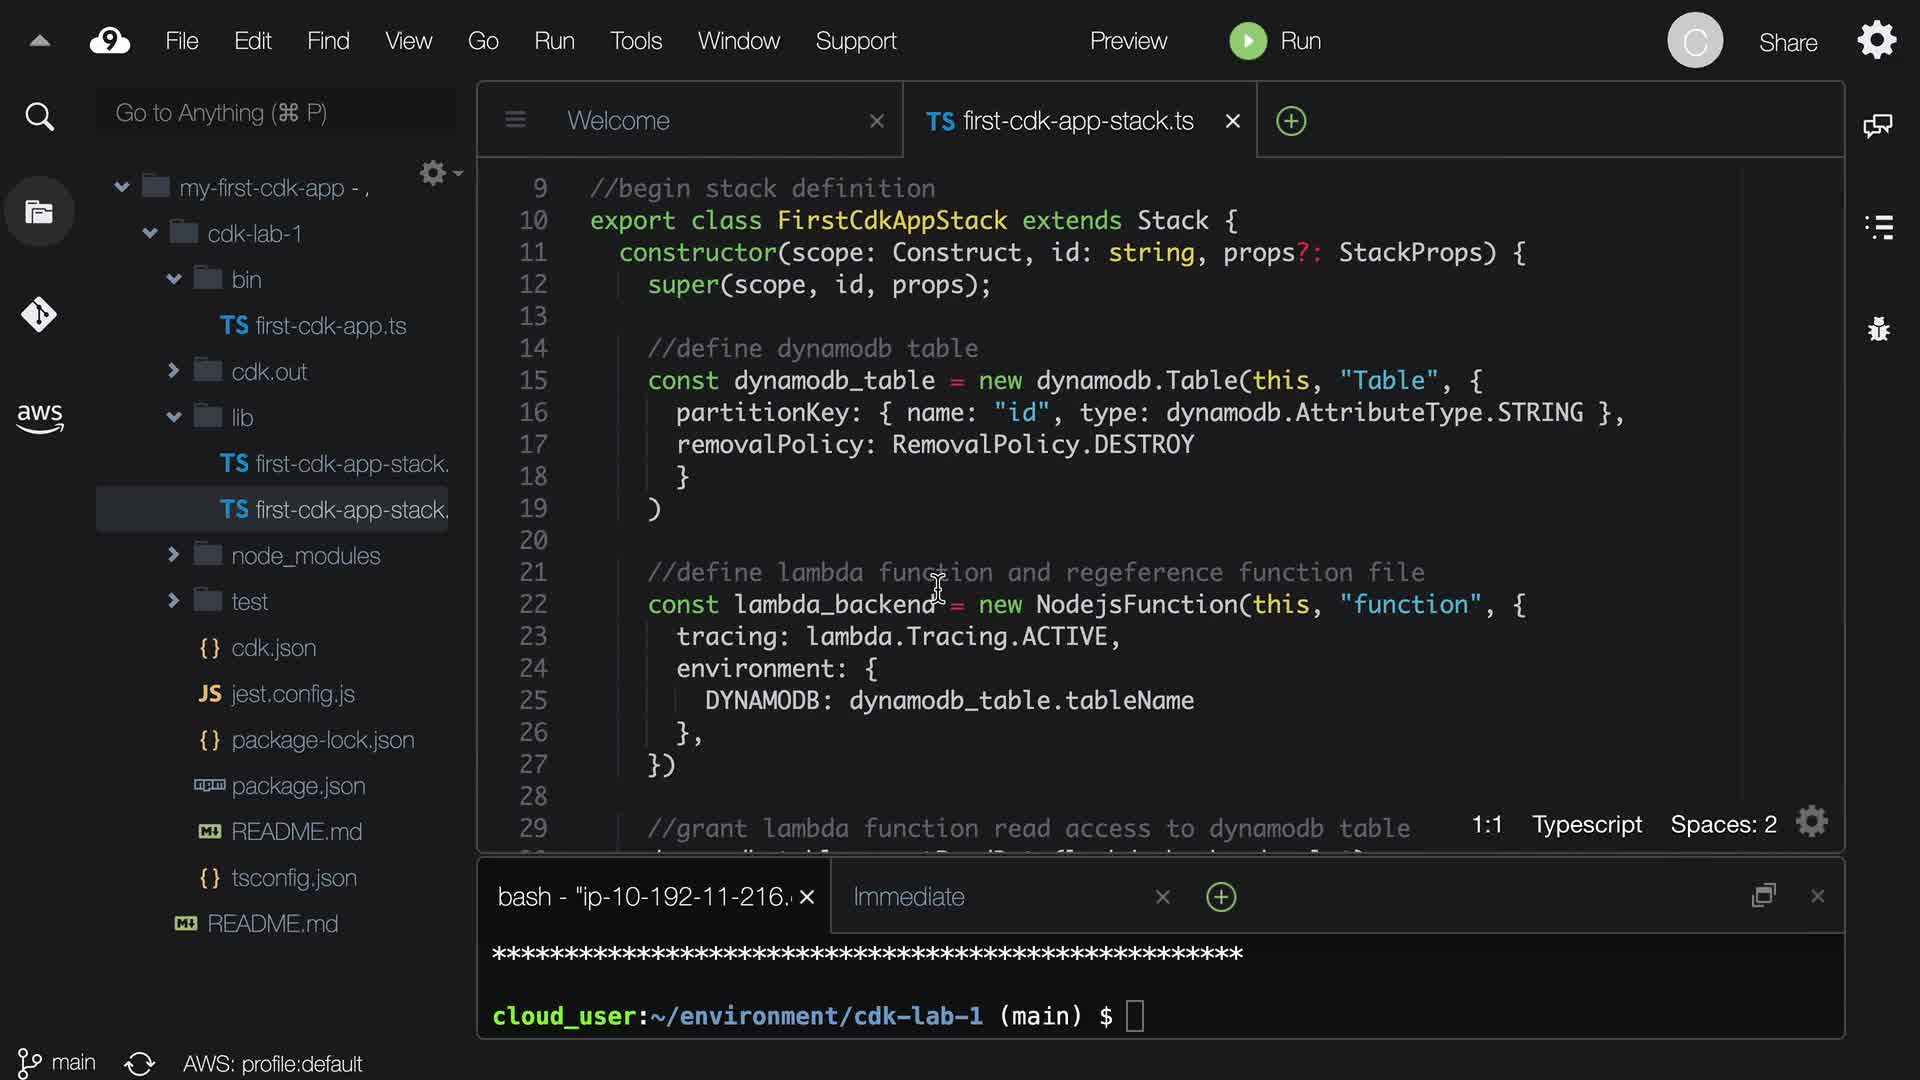 9 File Edit Find View Go Run Tools Window Support Preview Run C Share
Go to Anything (⌘ P)
my-first-cdk-app - ,
cdk-lab-1
bin
TS first-cdk-app.ts
cdk.out
lib
TS first-cdk-app-stack.
TS first-cdk-app-stack.
node_modules
test
{} cdk.json
JS jest.config.js
{} package-lock.json
npm package.json
M↓ README.md
{} tsconfig.json
M↓ README.md
aws
Welcome
TS first-cdk-app-stack.ts
9 //begin stack definition
10 export class FirstCdkAppStack extends Stack {
11 constructor(scope: Construct, id: string, props?: StackProps) {
12 super(scope, id, props);
13
14 //define dynamodb table
15 const dynamodb_table = new dynamodb.Table(this, "Table", {
16 partitionKey: { name: "id", type: dynamodb.AttributeType.STRING },
17 removalPolicy: RemovalPolicy.DESTROY
18 }
19 )
20
21 //define lambda function and regeference function file
22 const lambda_backend = new NodejsFunction(this, "function", {
23 tracing: lambda.Tracing.ACTIVE,
24 environment: {
25 DYNAMODB: dynamodb_table.tableName
26 },
27 })
28
29 //grant lambda function read access to dynamodb table
1:1 Typescript Spaces: 2
bash - "ip-10-192-11-216.
Immediate
****************************************************
cloud_user:~/environment/cdk-lab-1 (main) $
main AWS: profile:default